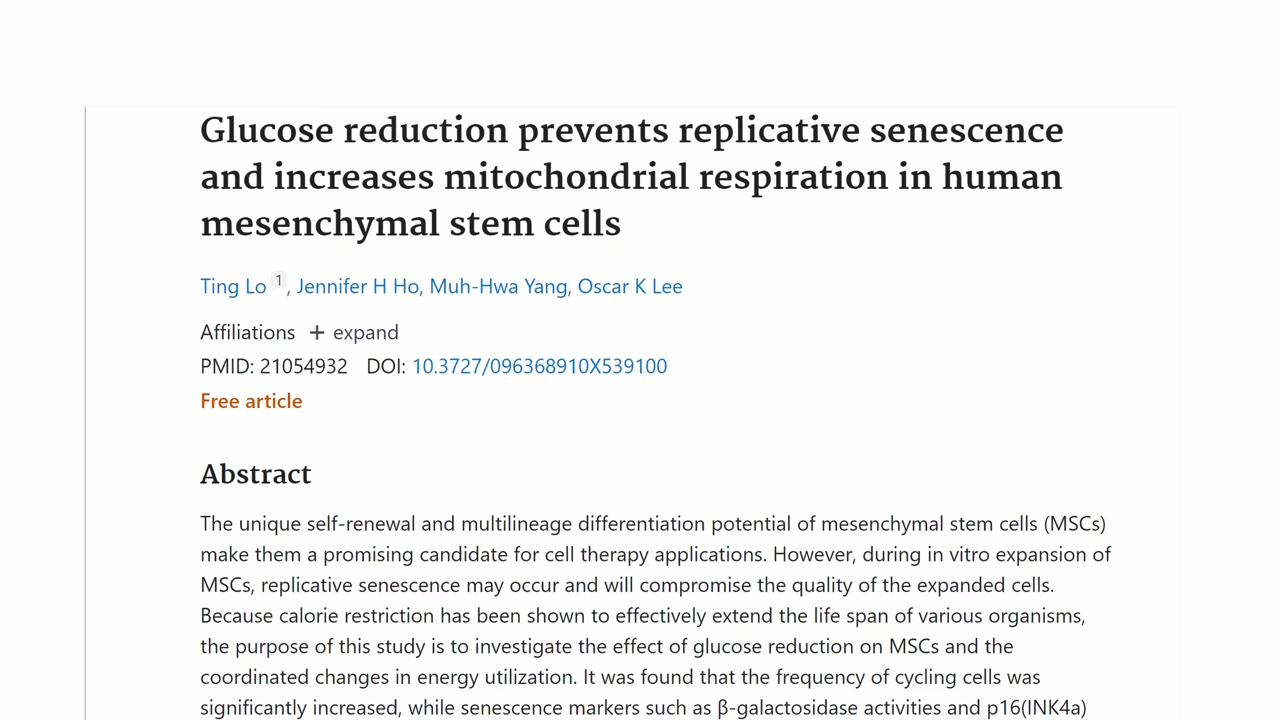 Glucose reduction prevents replicative senescence
and increases mitochondrial respiration in human
mesenchymal stem cells
Ting Lo 1, Jennifer H Ho, Muh-Hwa Yang, Oscar K Lee
Affiliations + expand
PMID: 21054932 DOI: 10.3727/096368910X539100
Free article
Abstract
The unique self-renewal and multilineage differentiation potential of mesenchymal stem cells (MSCs)
make them a promising candidate for cell therapy applications. However, during in vitro expansion of
MSCs, replicative senescence may occur and will compromise the quality of the expanded cells.
Because calorie restriction has been shown to effectively extend the life span of various organisms,
the purpose of this study is to investigate the effect of glucose reduction on MSCs and the
coordinated changes in energy utilization. It was found that the frequency of cycling cells was
significantly increased, while senescence markers such as β-galactosidase activities and p16(INK4a)